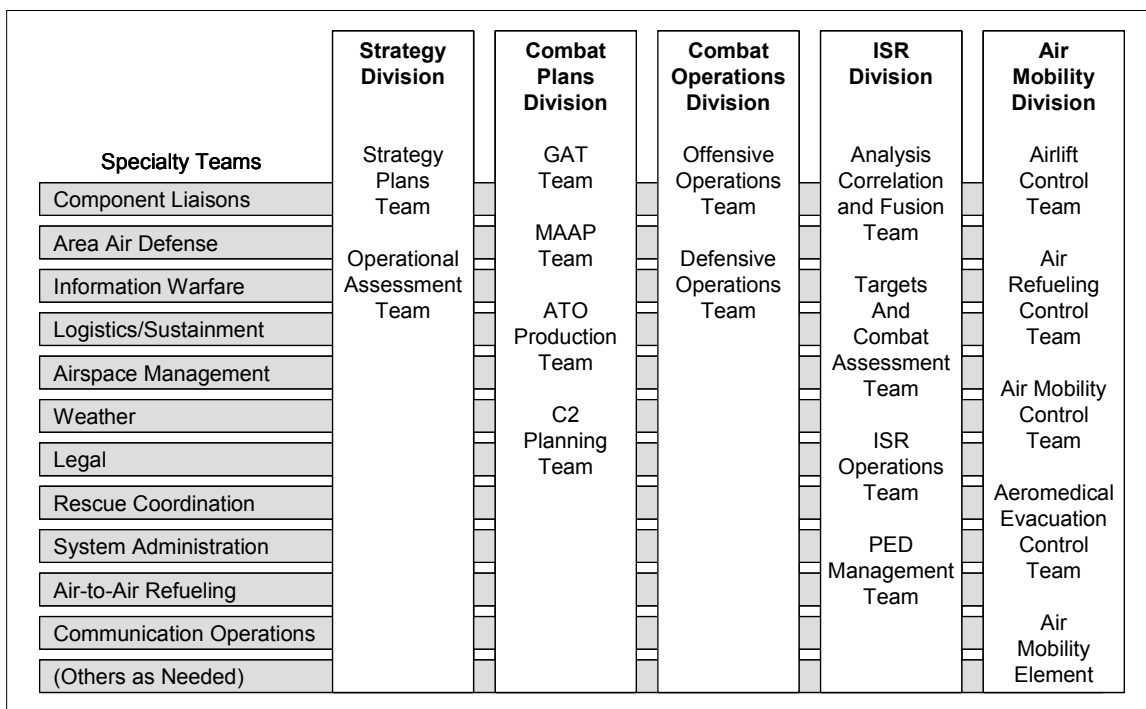 Specialty Teams
Component Liaisons
Area Air Defense
Information Warfare
Logistics/Sustainment
Airspace Management
Weather
Legal
Rescue Coordination
System Administration
Air-to-Air Refueling
Communication Operations
(Others as Needed)
Strategy
Division
Strategy
Plans
Team
Operational
Assessment
Team
Combat
Plans
Division
GAT
Team
MAAP
Team
ATO
Production
Team
C2
Planning
Team
Combat
Operations
Division
Offensive
Operations
Team
Defensive
Operations
Team
ISR
Division
Analysis
Correlation
and Fusion
Team
Targets
And
Combat
Assessment
Team
ISR
Operations
Team
PED
Management
Team
Air
Mobility
Division
Airlift
Control
Team
Air
Refueling
Control
Team
Air Mobility
Control
Team
Aeromedical
Evacuation
Control
Team
Air
Mobility
Element